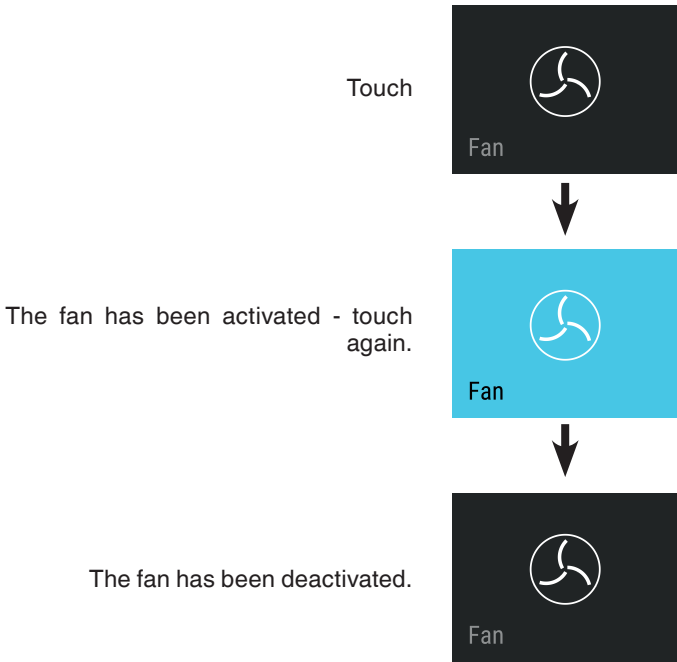 Touch
Fan
The fan has been activated - touch
again.
Fan
The fan has been deactivated.
Fan